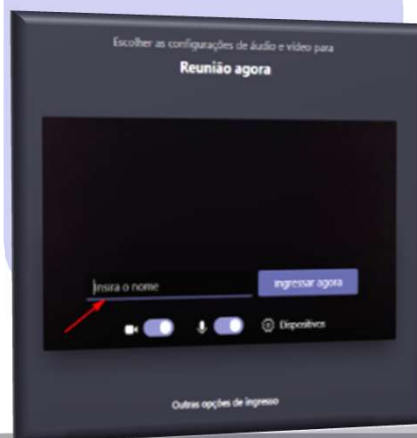 Escolher as configurações de áudio e vídeo para
Reunião agora
Insira o nome
Ingressar agora
Dispositivos
Outras opções de ingresso